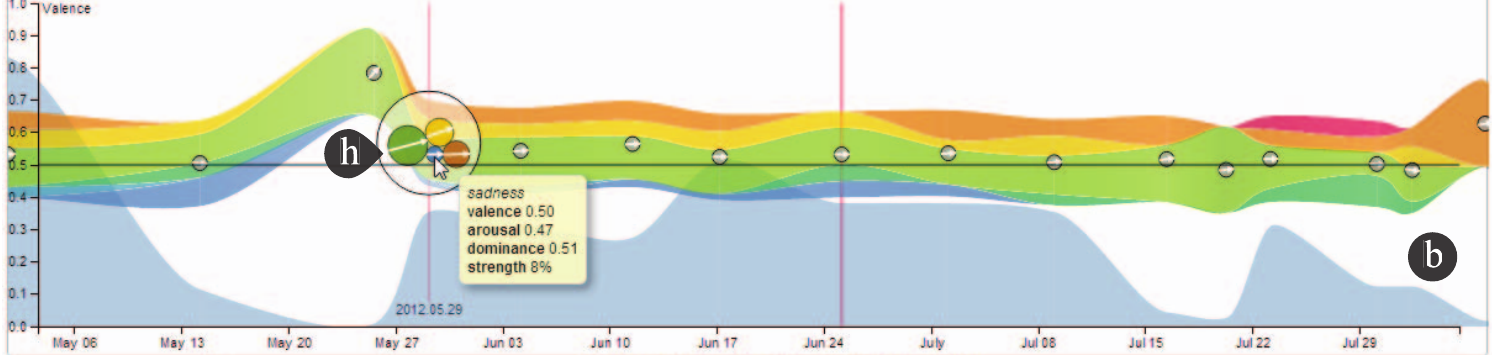 1.0
Valence
0.9
0.8
0.7
0.6
0.5
0.4
0.3
0.2
0.1
0.0
h
sadness
valence 0.50
arousal 0.47
dominance 0.51
strength 8%
b
2012.05.29
May 06 May 13 May 20 May 27 Jun 03 Jun 10 Jun 17 Jun 24 July Jul 08 Jul 15 Jul 22 Jul 29